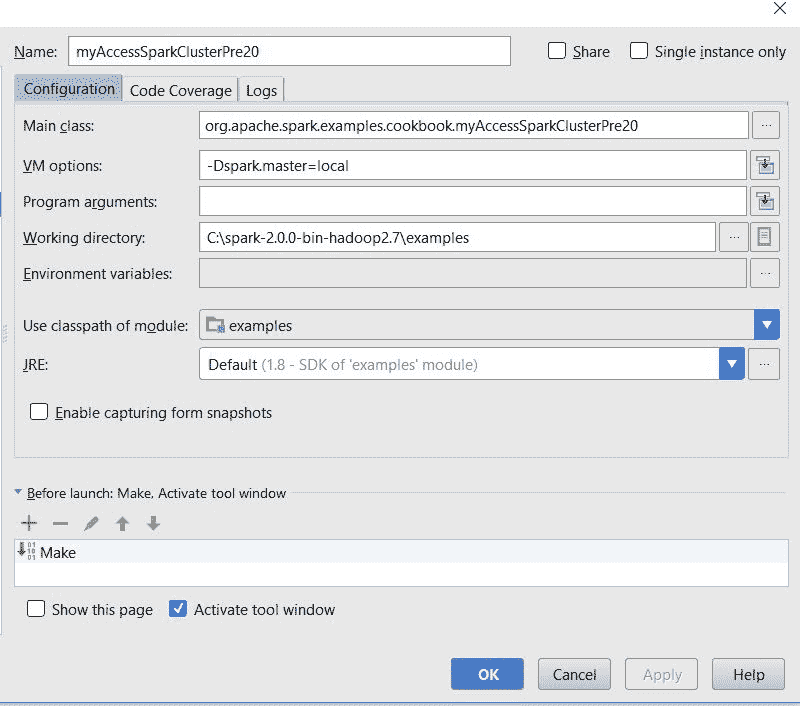 Name: myAccessSparkClusterPre20 Share Single instance only
Configuration Code Coverage Logs
Main class: org.apache.spark.examples.cookbook.myAccessSparkClusterPre20 ...
VM options: -Dspark.master=local
Program arguments:
Working directory: C:\spark-2.0.0-bin-hadoop2.7\examples ...
Environment variables: ...
Use classpath of module: examples
JRE: Default (1.8 - SDK of 'examples' module) ...
Enable capturing form snapshots
Before launch: Make, Activate tool window
Make
Show this page Activate tool window
OK Cancel Apply Help